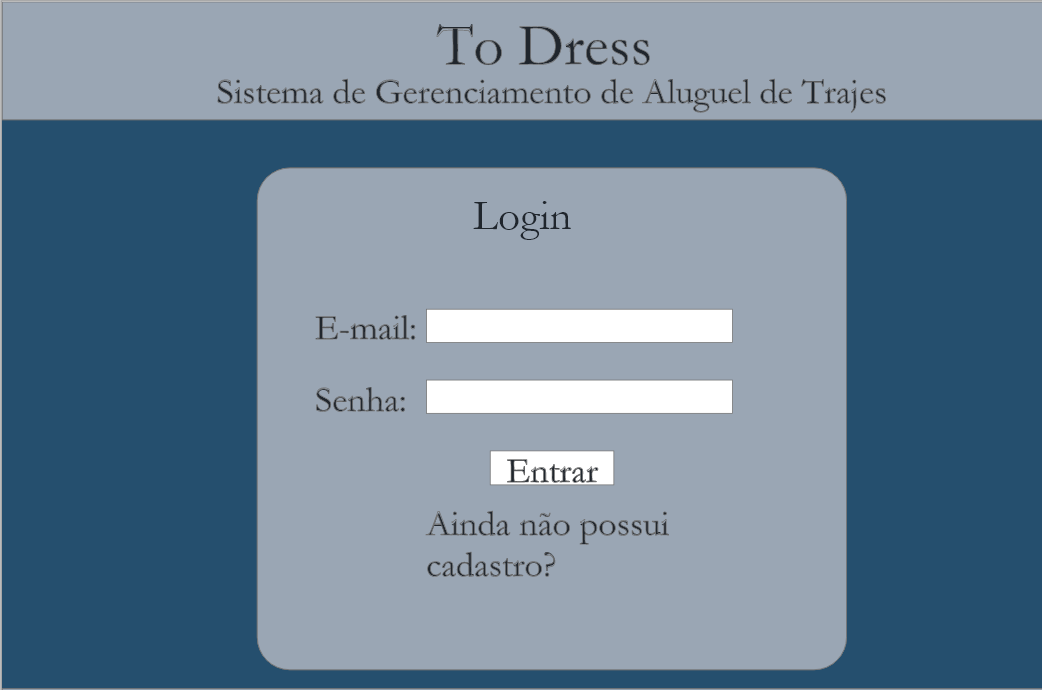 To Dress
Sistema de Gerenciamento de Aluguel de Trajes
Login
E-mail:
Senha:
Entrar
Ainda não possui
cadastro?